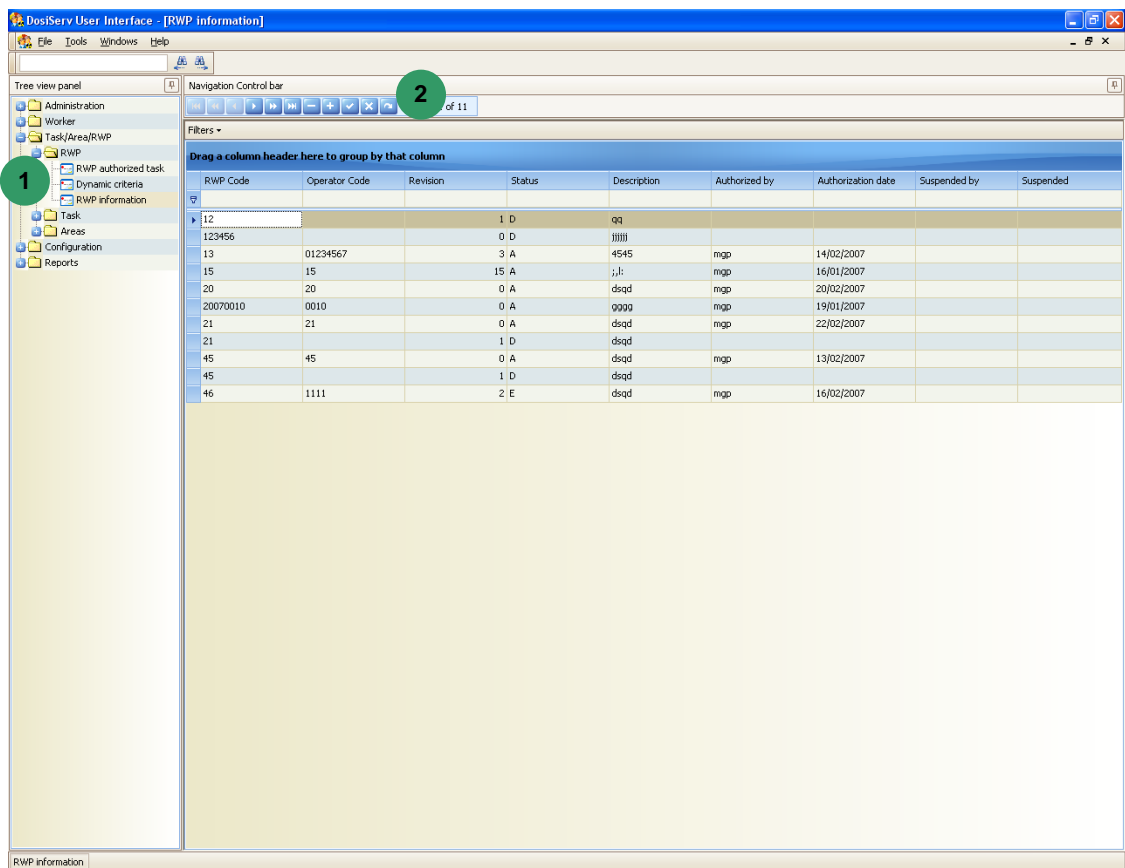 DosiServ User Interface - [RWP information]
File Tools Windows Help
Tree view panel
Navigation Control bar
Administration
Worker
Task/Area/RWP
RWP
RWP authorized task
Dynamic criteria
RWP information
Task
Areas
Configuration
Reports
1
2
of 11
Filters
Drag a column header here to group by that column
RWP Code Operator Code Revision Status Description Authorized by Authorization date Suspended by Suspended
12 1 D qq
123456 0 D jjjjjj
13 01234567 3 A 4545 mgp 14/02/2007
15 15 15 A ;,l: mgp 16/01/2007
20 20 0 A dsqd mgp 20/02/2007
20070010 0010 0 A gggg mgp 19/01/2007
21 21 0 A dsqd mgp 22/02/2007
21 1 D dsqd
45 45 0 A dsqd mgp 13/02/2007
45 1 D dsqd
46 1111 2 E dsqd mgp 16/02/2007
RWP information